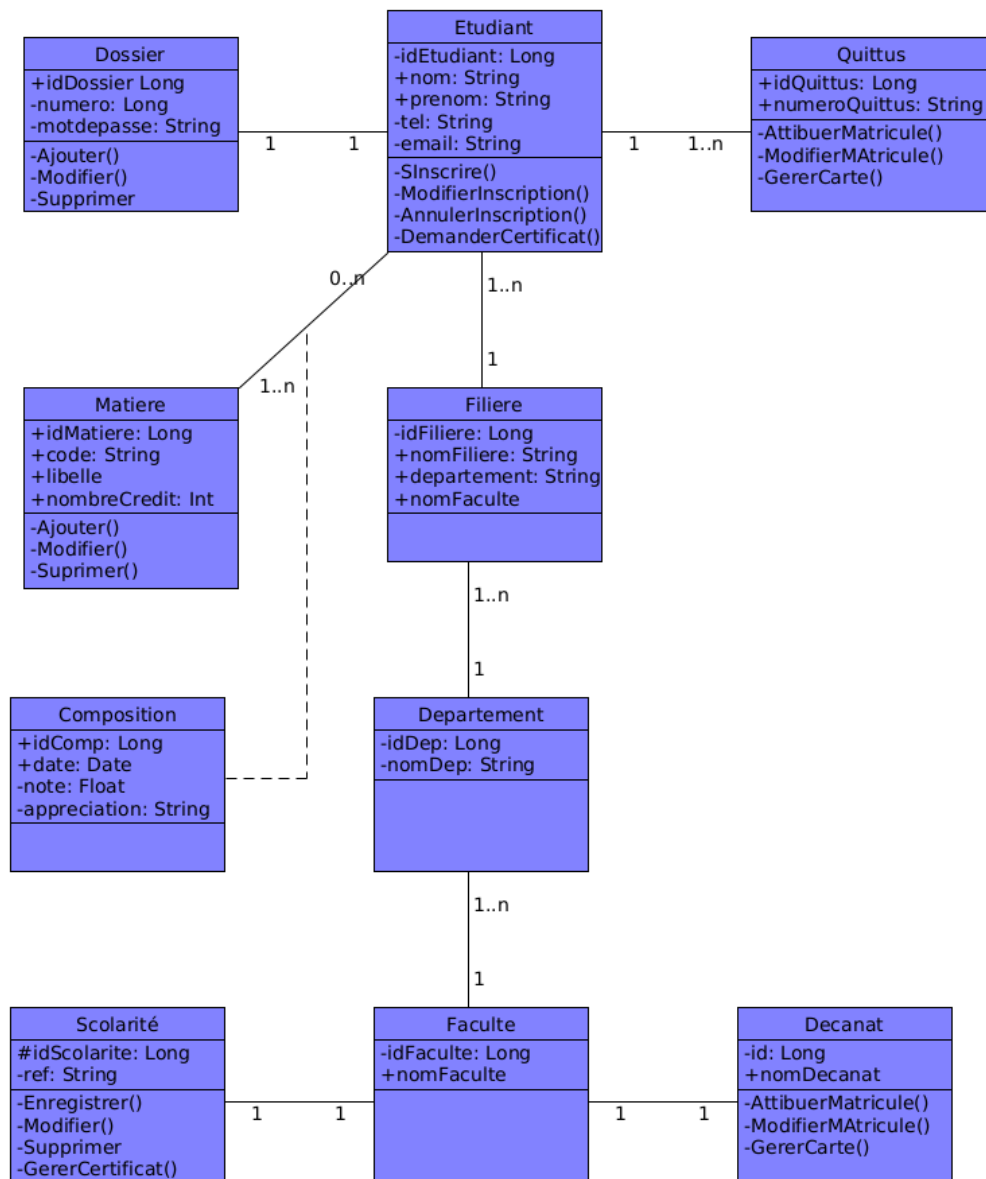 Dossier
+idDossier Long
-numero: Long
-motdepasse: String
-Ajouter()
-Modifier()
-Supprimer
1
1
Etudiant
-idEtudiant: Long
+nom: String
+prenom: String
-tel: String
-email: String
-SInscrire()
-ModifierInscription()
-AnnulerInscription()
-DemanderCertificat()
1
1..n
Quittus
+idQuittus: Long
+numeroQuittus: String
-AttibuerMatricule()
-ModifierMAtricule()
-GererCarte()
0..n
1..n
1..n
1
Matiere
+idMatiere: Long
+code: String
+libelle
+nombreCredit: Int
-Ajouter()
-Modifier()
-Suprimer()
Filiere
-idFiliere: Long
+nomFiliere: String
+departement: String
+nomFaculte
1..n
1
Composition
+idComp: Long
+date: Date
-note: Float
-appreciation: String
Departement
-idDep: Long
-nomDep: String
1..n
1
Scolarité
#idScolarite: Long
-ref: String
-Enregistrer()
-Modifier()
-Supprimer
-GererCertificat()
1
1
Faculte
-idFaculte: Long
+nomFaculte
1
1
Decanat
-id: Long
+nomDecanat
-AttibuerMatricule()
-ModifierMAtricule()
-GererCarte()